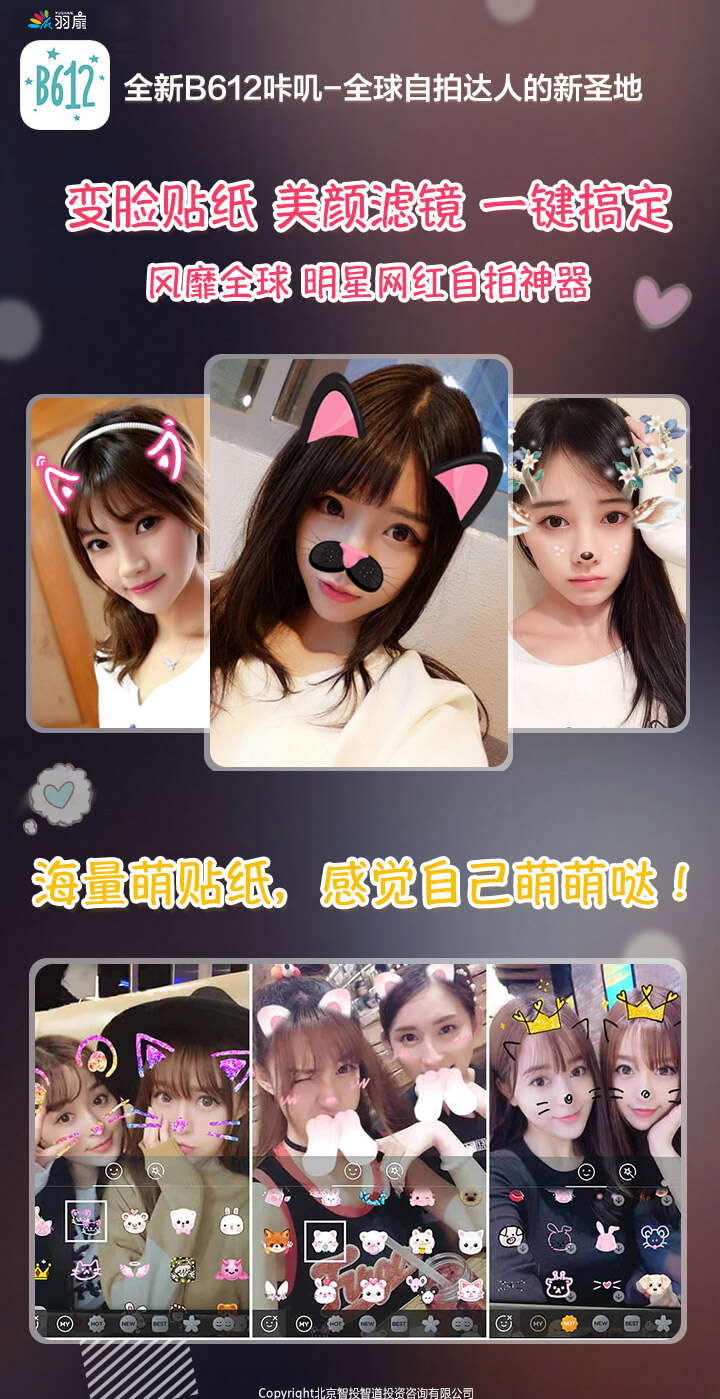 YUSHAN
羽扇
B612
全新B612咔叽-全球自拍达人的新圣地
变脸贴纸 美颜滤镜 一键搞定
风靡全球 明星网红自拍神器
海量萌贴纸，感觉自己萌萌哒！
MY HOT NEW BEST
MY HOT NEW BEST
MY HOT NEW BEST
Copyright北京智投智道投资咨询有限公司